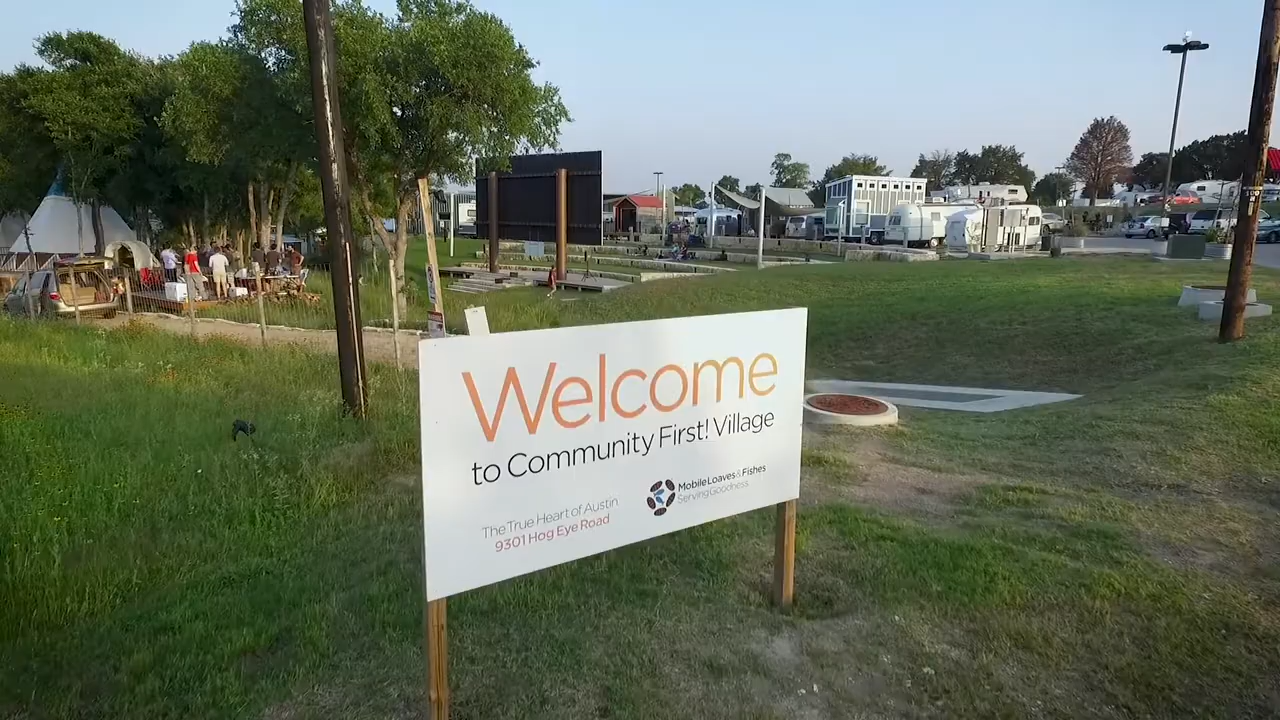 Welcome
to Community First! Village
The True Heart of Austin
9301 Hog Eye Road
Mobile Loaves & Fishes
Serving Goodness